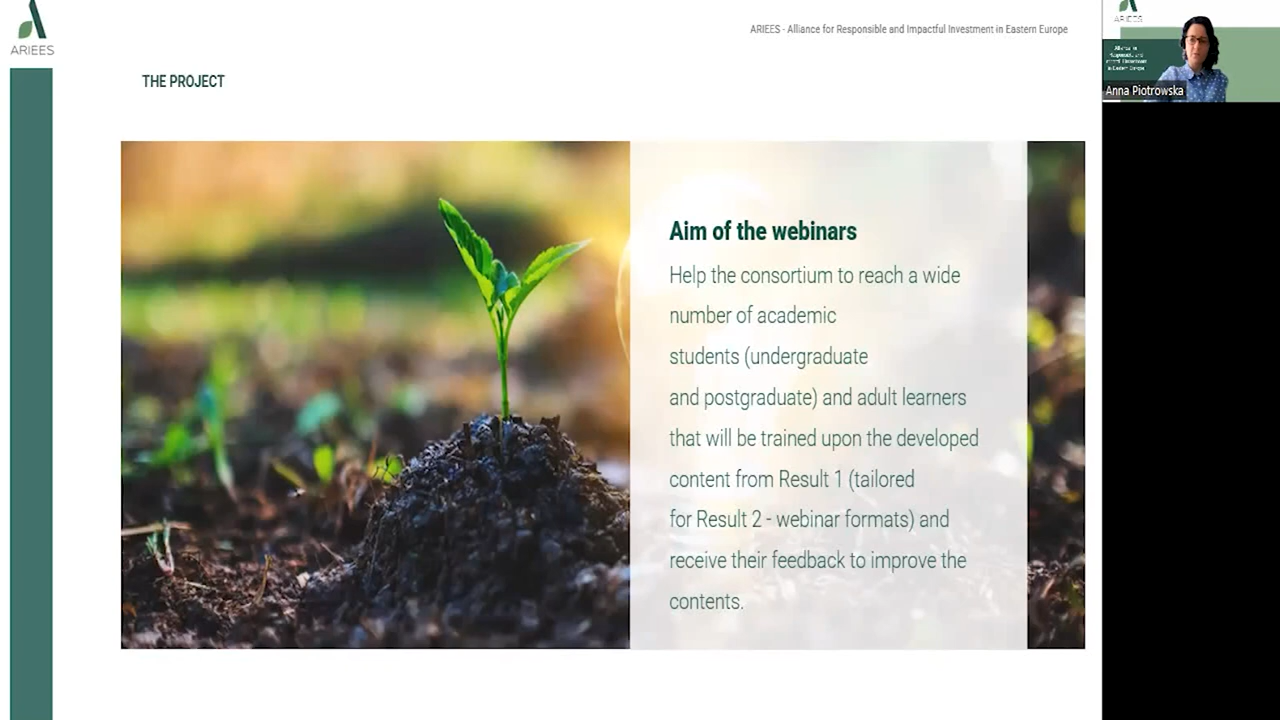 ARIEES
ARIEES - Alliance for Responsible and Impactful Investment in Eastern Europe
THE PROJECT
Aim of the webinars
Help the consortium to reach a wide
number of academic
students (undergraduate
and postgraduate) and adult learners
that will be trained upon the developed
content from Result 1 (tailored
for Result 2 - webinar formats) and
receive their feedback to improve the
contents.
ARIEES
Anna Piotrowska